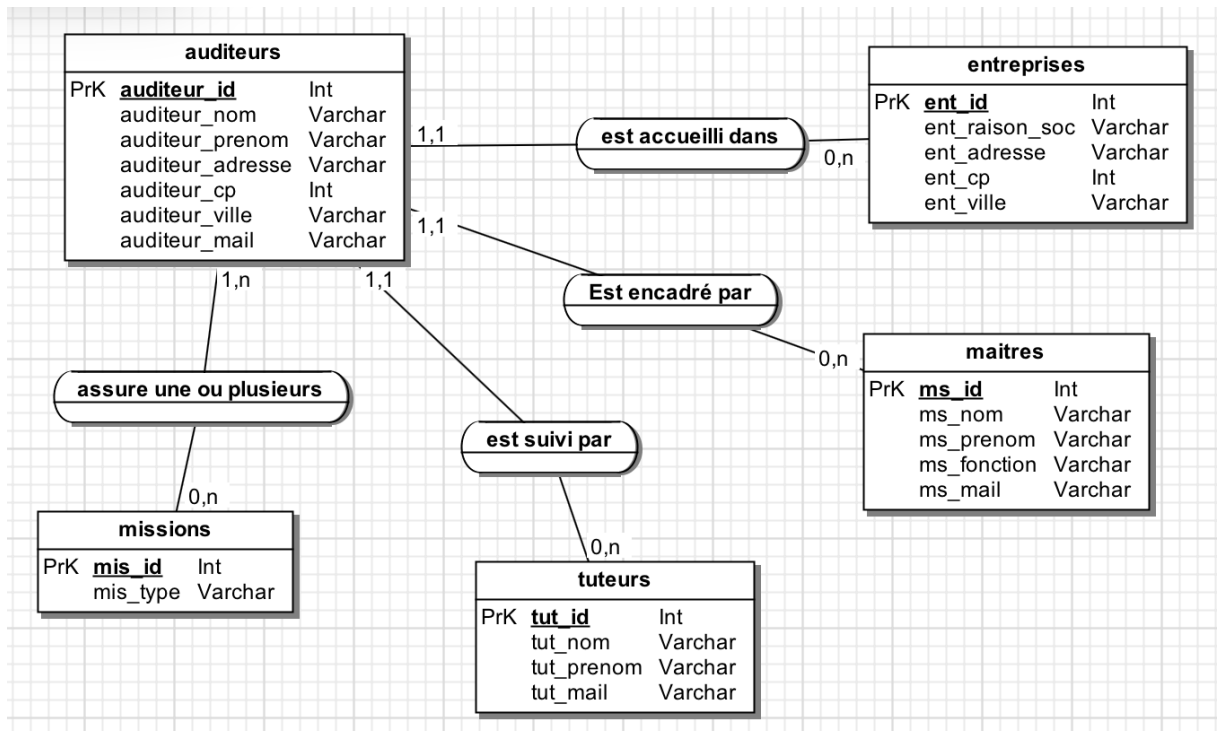 auditeurs
PrK auditeur_id Int
auditeur_nom Varchar
auditeur_prenom Varchar
auditeur_adresse Varchar
auditeur_cp Int
auditeur_ville Varchar
auditeur_mail Varchar
1,1
est accueilli dans
0,n
entreprises
PrK ent_id Int
ent_raison_soc Varchar
ent_adresse Varchar
ent_cp Int
ent_ville Varchar
1,1
Est encadré par
0,n
maitres
PrK ms_id Int
ms_nom Varchar
ms_prenom Varchar
ms_fonction Varchar
ms_mail Varchar
1,n
assure une ou plusieurs
0,n
missions
PrK mis_id Int
mis_type Varchar
1,1
est suivi par
0,n
tuteurs
PrK tut_id Int
tut_nom Varchar
tut_prenom Varchar
tut_mail Varchar